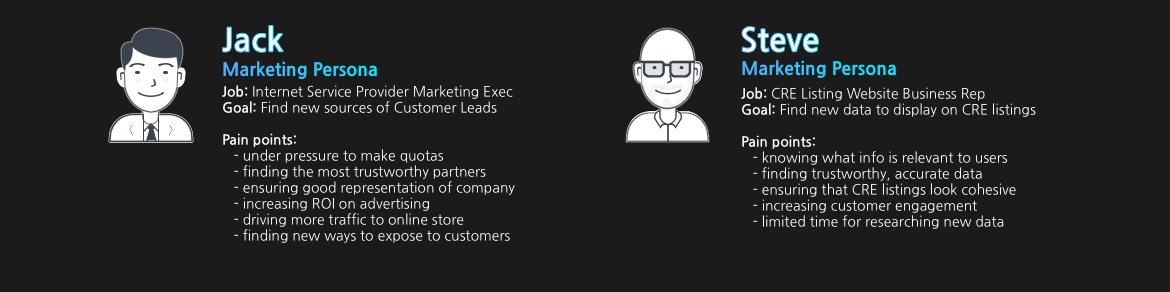 Jack
Marketing Persona
Job: Internet Service Provider Marketing Exec
Goal: Find new sources of Customer Leads
Pain points:
- under pressure to make quotas
- finding the most trustworthy partners
- ensuring good representation of company
- increasing ROI on advertising
- driving more traffic to online store
- finding new ways to expose to customers
Steve
Marketing Persona
Job: CRE Listing Website Business Rep
Goal: Find new data to display on CRE listings
Pain points:
- knowing what info is relevant to users
- finding trustworthy, accurate data
- ensuring that CRE listings look cohesive
- increasing customer engagement
- limited time for researching new data